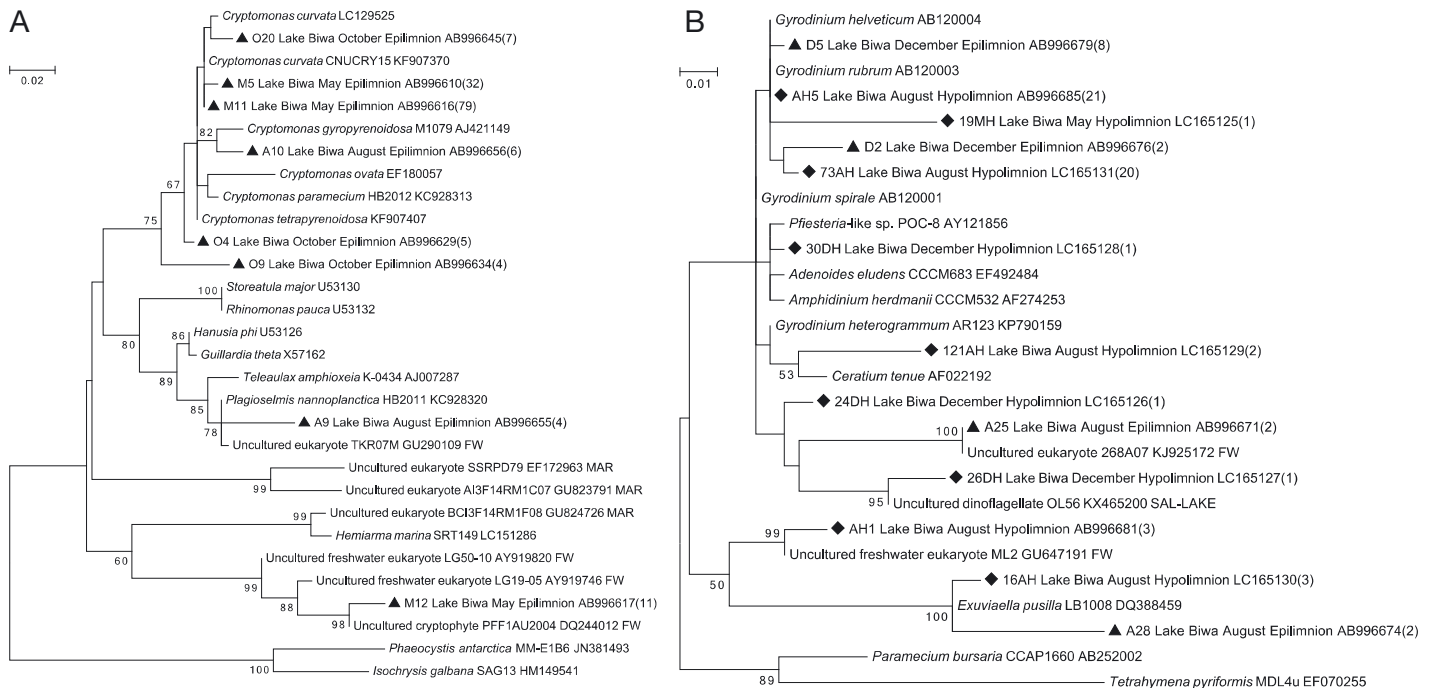 A
0.02
Cryptomonas curvata LC129525
O20 Lake Biwa October Epilimnion AB996645(7)
Cryptomonas curvata CNUCRY15 KF907370
M5 Lake Biwa May Epilimnion AB996610(32)
M11 Lake Biwa May Epilimnion AB996616(79)
82
Cryptomonas gyropyrenoidosa M1079 AJ421149
A10 Lake Biwa August Epilimnion AB996656(6)
Cryptomonas ovata EF180057
67
Cryptomonas paramecium HB2012 KC928313
75
Cryptomonas tetrapyrenoidosa KF907407
O4 Lake Biwa October Epilimnion AB996629(5)
O9 Lake Biwa October Epilimnion AB996634(4)
100
Storeatula major U53130
Rhinomonas pauca U53132
80
86
Hanusia phi U53126
Guillardia theta X57162
89
Teleaulax amphioxeia K-0434 AJ007287
85
Plagioselmis nannoplanctica HB2011 KC928320
A9 Lake Biwa August Epilimnion AB996655(4)
78
Uncultured eukaryote TKR07M GU290109 FW
Uncultured eukaryote SSRPD79 EF172963 MAR
99
Uncultured eukaryote AI3F14RM1C07 GU823791 MAR
99
Uncultured eukaryote BCI3F14RM1F08 GU824726 MAR
Hemiarma marina SRT149 LC151286
60
Uncultured freshwater eukaryote LG50-10 AY919820 FW
99
Uncultured freshwater eukaryote LG19-05 AY919746 FW
88
M12 Lake Biwa May Epilimnion AB996617(11)
98
Uncultured cryptophyte PFF1AU2004 DQ244012 FW
Phaeocystis antarctica MM-E1B6 JN381493
100
Isochrysis galbana SAG13 HM149541
B
0.01
Gyrodinium helveticum AB120004
D5 Lake Biwa December Epilimnion AB996679(8)
Gyrodinium rubrum AB120003
AH5 Lake Biwa August Hypolimnion AB996685(21)
19MH Lake Biwa May Hypolimnion LC165125(1)
D2 Lake Biwa December Epilimnion AB996676(2)
73AH Lake Biwa August Hypolimnion LC165131(20)
Gyrodinium spirale AB120001
Pfiesteria-like sp. POC-8 AY121856
30DH Lake Biwa December Hypolimnion LC165128(1)
Adenoides eludens CCCM683 EF492484
Amphidinium herdmanii CCCM532 AF274253
Gyrodinium heterogrammum AR123 KP790159
121AH Lake Biwa August Hypolimnion LC165129(2)
53
Ceratium tenue AF022192
24DH Lake Biwa December Hypolimnion LC165126(1)
100
A25 Lake Biwa August Epilimnion AB996671(2)
Uncultured eukaryote 268A07 KJ925172 FW
26DH Lake Biwa December Hypolimnion LC165127(1)
95
Uncultured dinoflagellate OL56 KX465200 SAL-LAKE
99
AH1 Lake Biwa August Hypolimnion AB996681(3)
Uncultured freshwater eukaryote ML2 GU647191 FW
50
16AH Lake Biwa August Hypolimnion LC165130(3)
Exuviaella pusilla LB1008 DQ388459
100
A28 Lake Biwa August Epilimnion AB996674(2)
Paramecium bursaria CCAP1660 AB252002
89
Tetrahymena pyriformis MDL4u EF070255